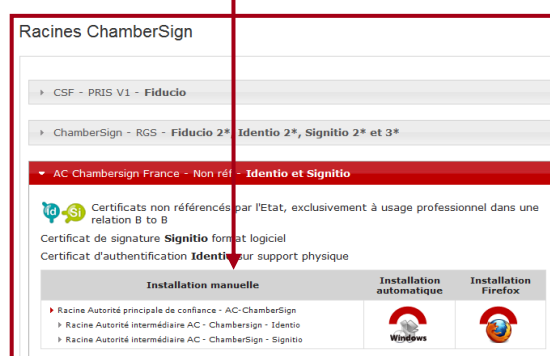 Racines ChamberSign
CSF - PRIS V1 - Fiducio
ChamberSign - RGS - Fiducio 2*, Identio 2*, Signitio 2* et 3*
AC Chambersign France - Non réf - Identio et Signitio
id Si
Certificats non référencés par l'Etat, exclusivement à usage professionnel dans une
relation B to B
Certificat de signature Signitio format logiciel
Certificat d'authentification Identio sur support physique
Installation manuelle
Installation automatique
Installation Firefox
Racine Autorité principale de confiance - AC-ChamberSign
Racine Autorité intermédiaire AC - Chambersign - Identio
Racine Autorité intermédiaire AC - ChamberSign - Signitio
Windows